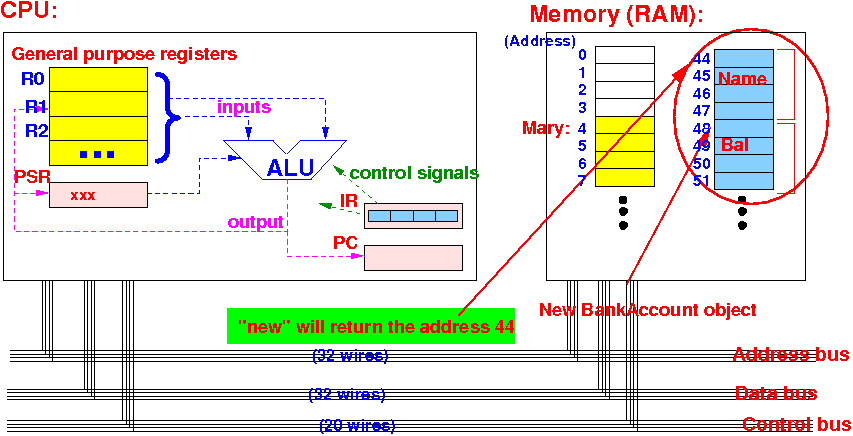 CPU:
Memory (RAM):
General purpose registers
(Address)
R0
R1
R2
...
inputs
PSR
xxx
ALU
control signals
IR
output
PC
0
1
2
3
Mary: 4
5
6
7
44
45
Name
46
47
48
49
Bal
50
51
New BankAccount object
"new" will return the address 44
(32 wires)
Address bus
(32 wires)
Data bus
(20 wires)
Control bus